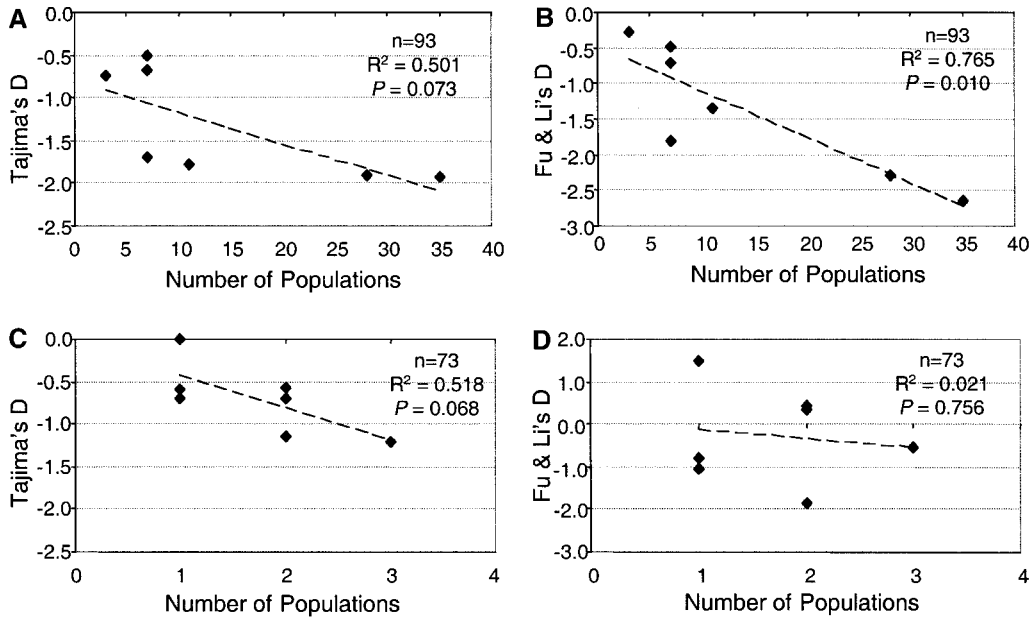 A
0.0
-0.5
-1.0
-1.5
-2.0
-2.5
Tajima's D
n=93
R² = 0.501
P = 0.073
0 5 10 15 20 25 30 35 40
Number of Populations
B
0.0
-0.5
-1.0
-1.5
-2.0
-2.5
-3.0
Fu & Li's D
n=93
R² = 0.765
P = 0.010
0 5 10 15 20 25 30 35 40
Number of Populations
C
0.0
-0.5
-1.0
-1.5
-2.0
-2.5
Tajima's D
n=73
R² = 0.518
P = 0.068
0 1 2 3 4
Number of Populations
D
2.0
1.0
0.0
-1.0
-2.0
-3.0
Fu & Li's D
n=73
R² = 0.021
P = 0.756
0 1 2 3 4
Number of Populations